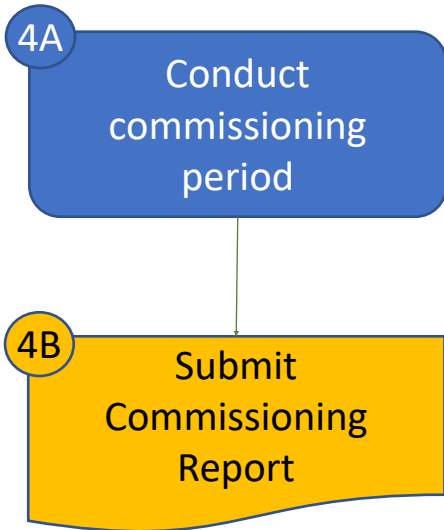 4A
Conduct
commissioning
period
4B
Submit
Commissioning
Report